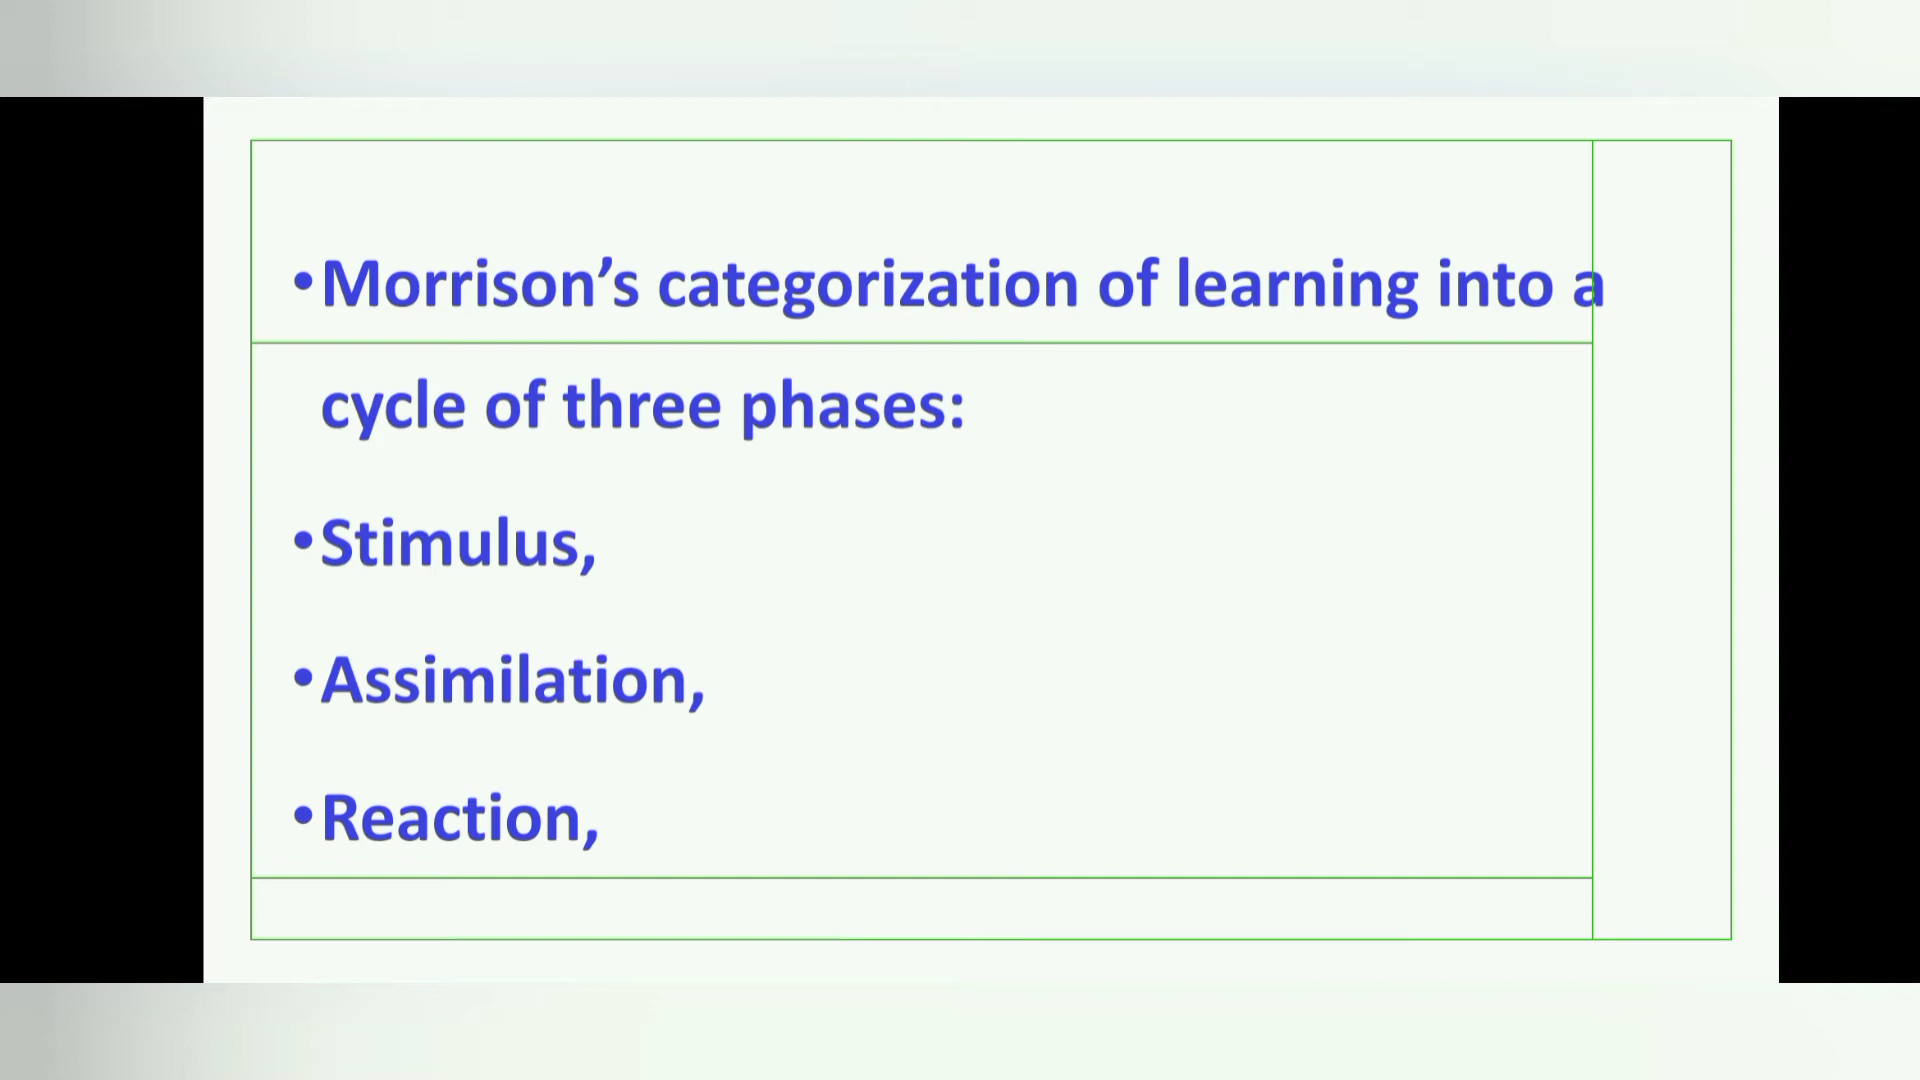 •Morrison’s categorization of learning into a
cycle of three phases:
•Stimulus,
•Assimilation,
•Reaction,